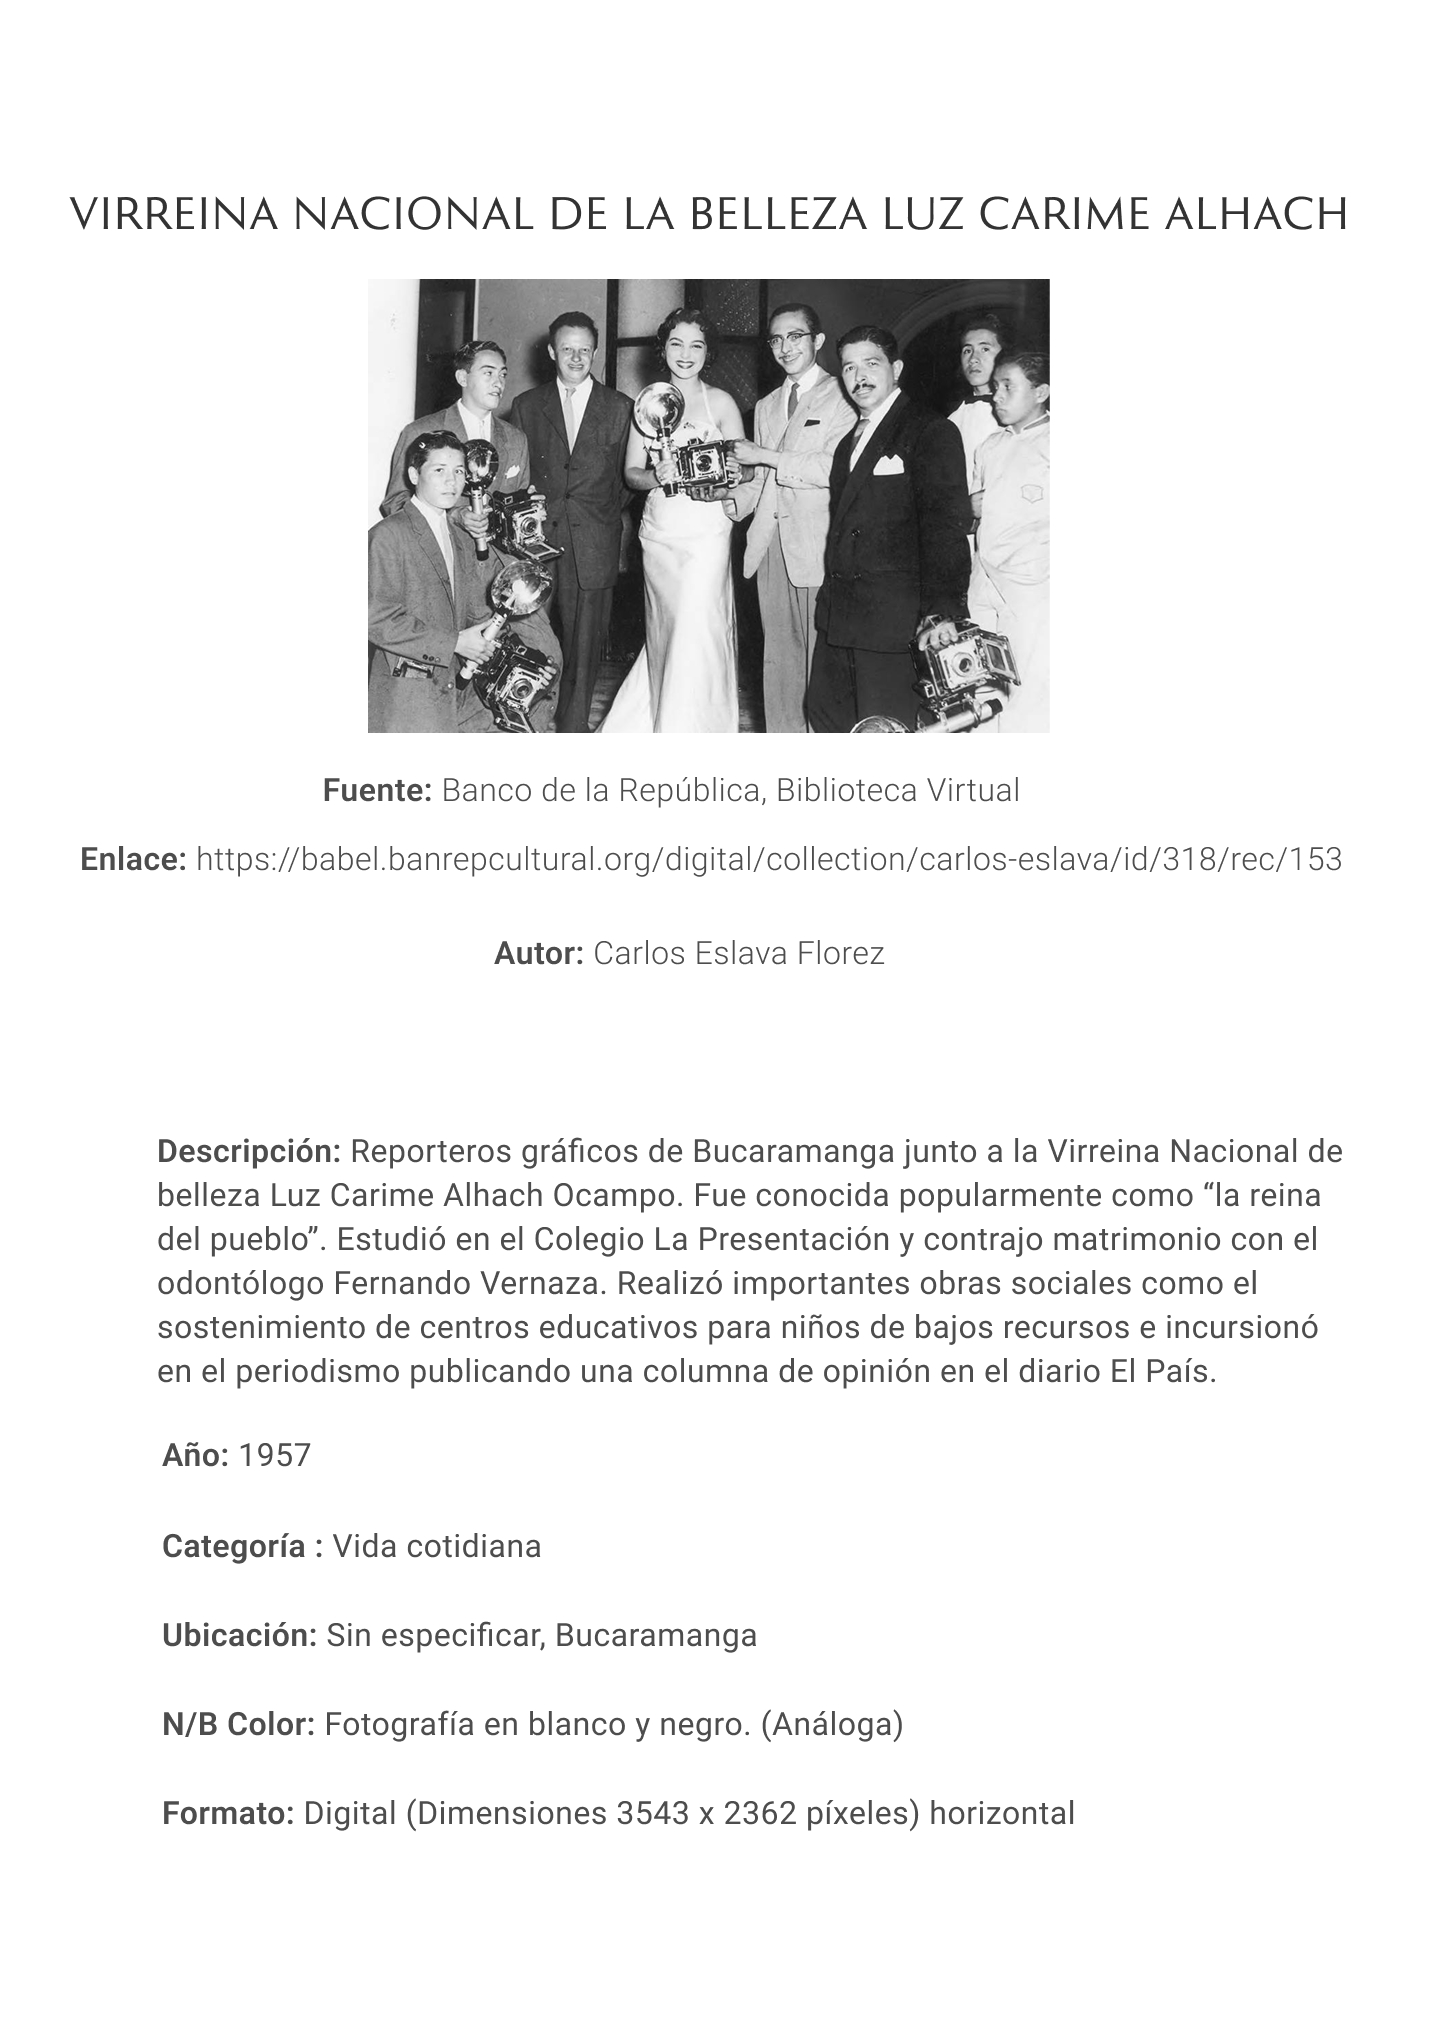 VIRREINA NACIONAL DE LA BELLEZA LUZ CARIME ALHACH
Fuente: Banco de la República, Biblioteca Virtual
Enlace: https://babel.banrepcultural.org/digital/collection/carlos-eslava/id/318/rec/153
Autor: Carlos Eslava Florez
Descripción: Reporteros gráficos de Bucaramanga junto a la Virreina Nacional de
belleza Luz Carime Alhach Ocampo. Fue conocida popularmente como “la reina
del pueblo”. Estudió en el Colegio La Presentación y contrajo matrimonio con el
odontólogo Fernando Vernaza. Realizó importantes obras sociales como el
sostenimiento de centros educativos para niños de bajos recursos e incursionó
en el periodismo publicando una columna de opinión en el diario El País.
Año: 1957
Categoría : Vida cotidiana
Ubicación: Sin especificar, Bucaramanga
N/B Color: Fotografía en blanco y negro. (Análoga)
Formato: Digital (Dimensiones 3543 x 2362 píxeles) horizontal